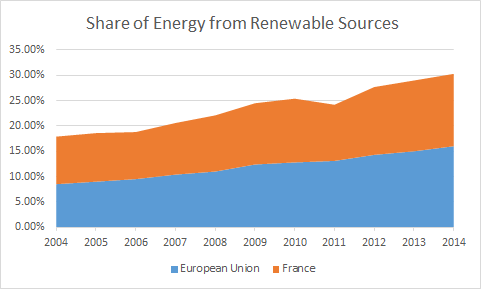 Share of Energy from Renewable Sources
35.00%
30.00%
25.00%
20.00%
15.00%
10.00%
5.00%
0.00%
2004 2005 2006 2007 2008 2009 2010 2011 2012 2013 2014
European Union France